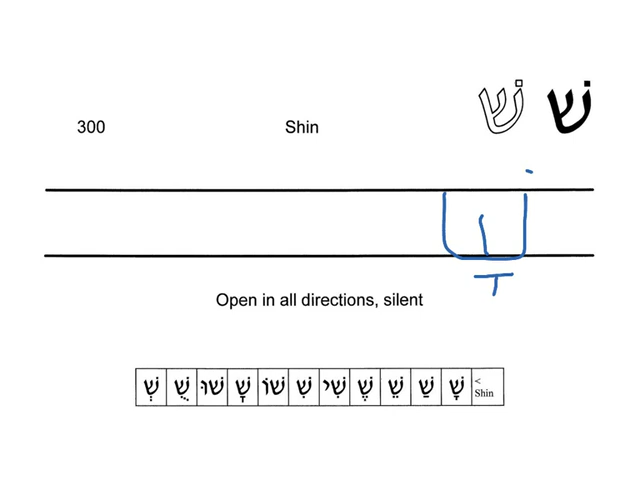 300 Shin שׁ שׁ
שָׁ
Open in all directions, silent
< Shin שָׁ שַׁ שֵׁ שֶׁ שִׁי שִׁ שׁוֹ שָׁ שׁוּ שֻׁ שְׁ